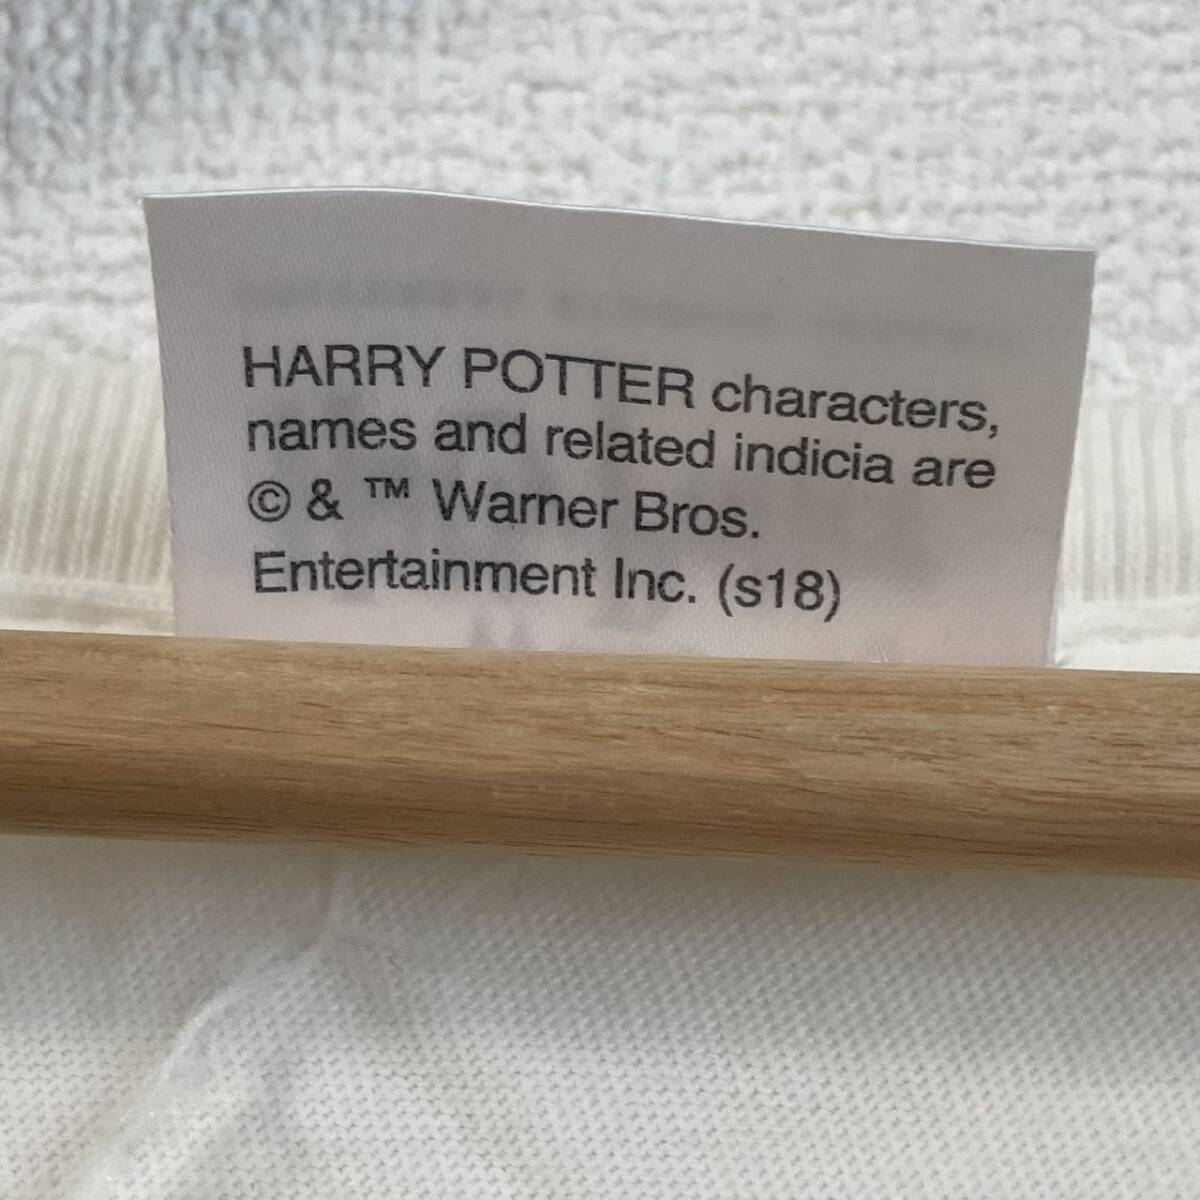 HARRY POTTER characters,
names and related indicia are
© & ™ Warner Bros.
Entertainment Inc. (s18)